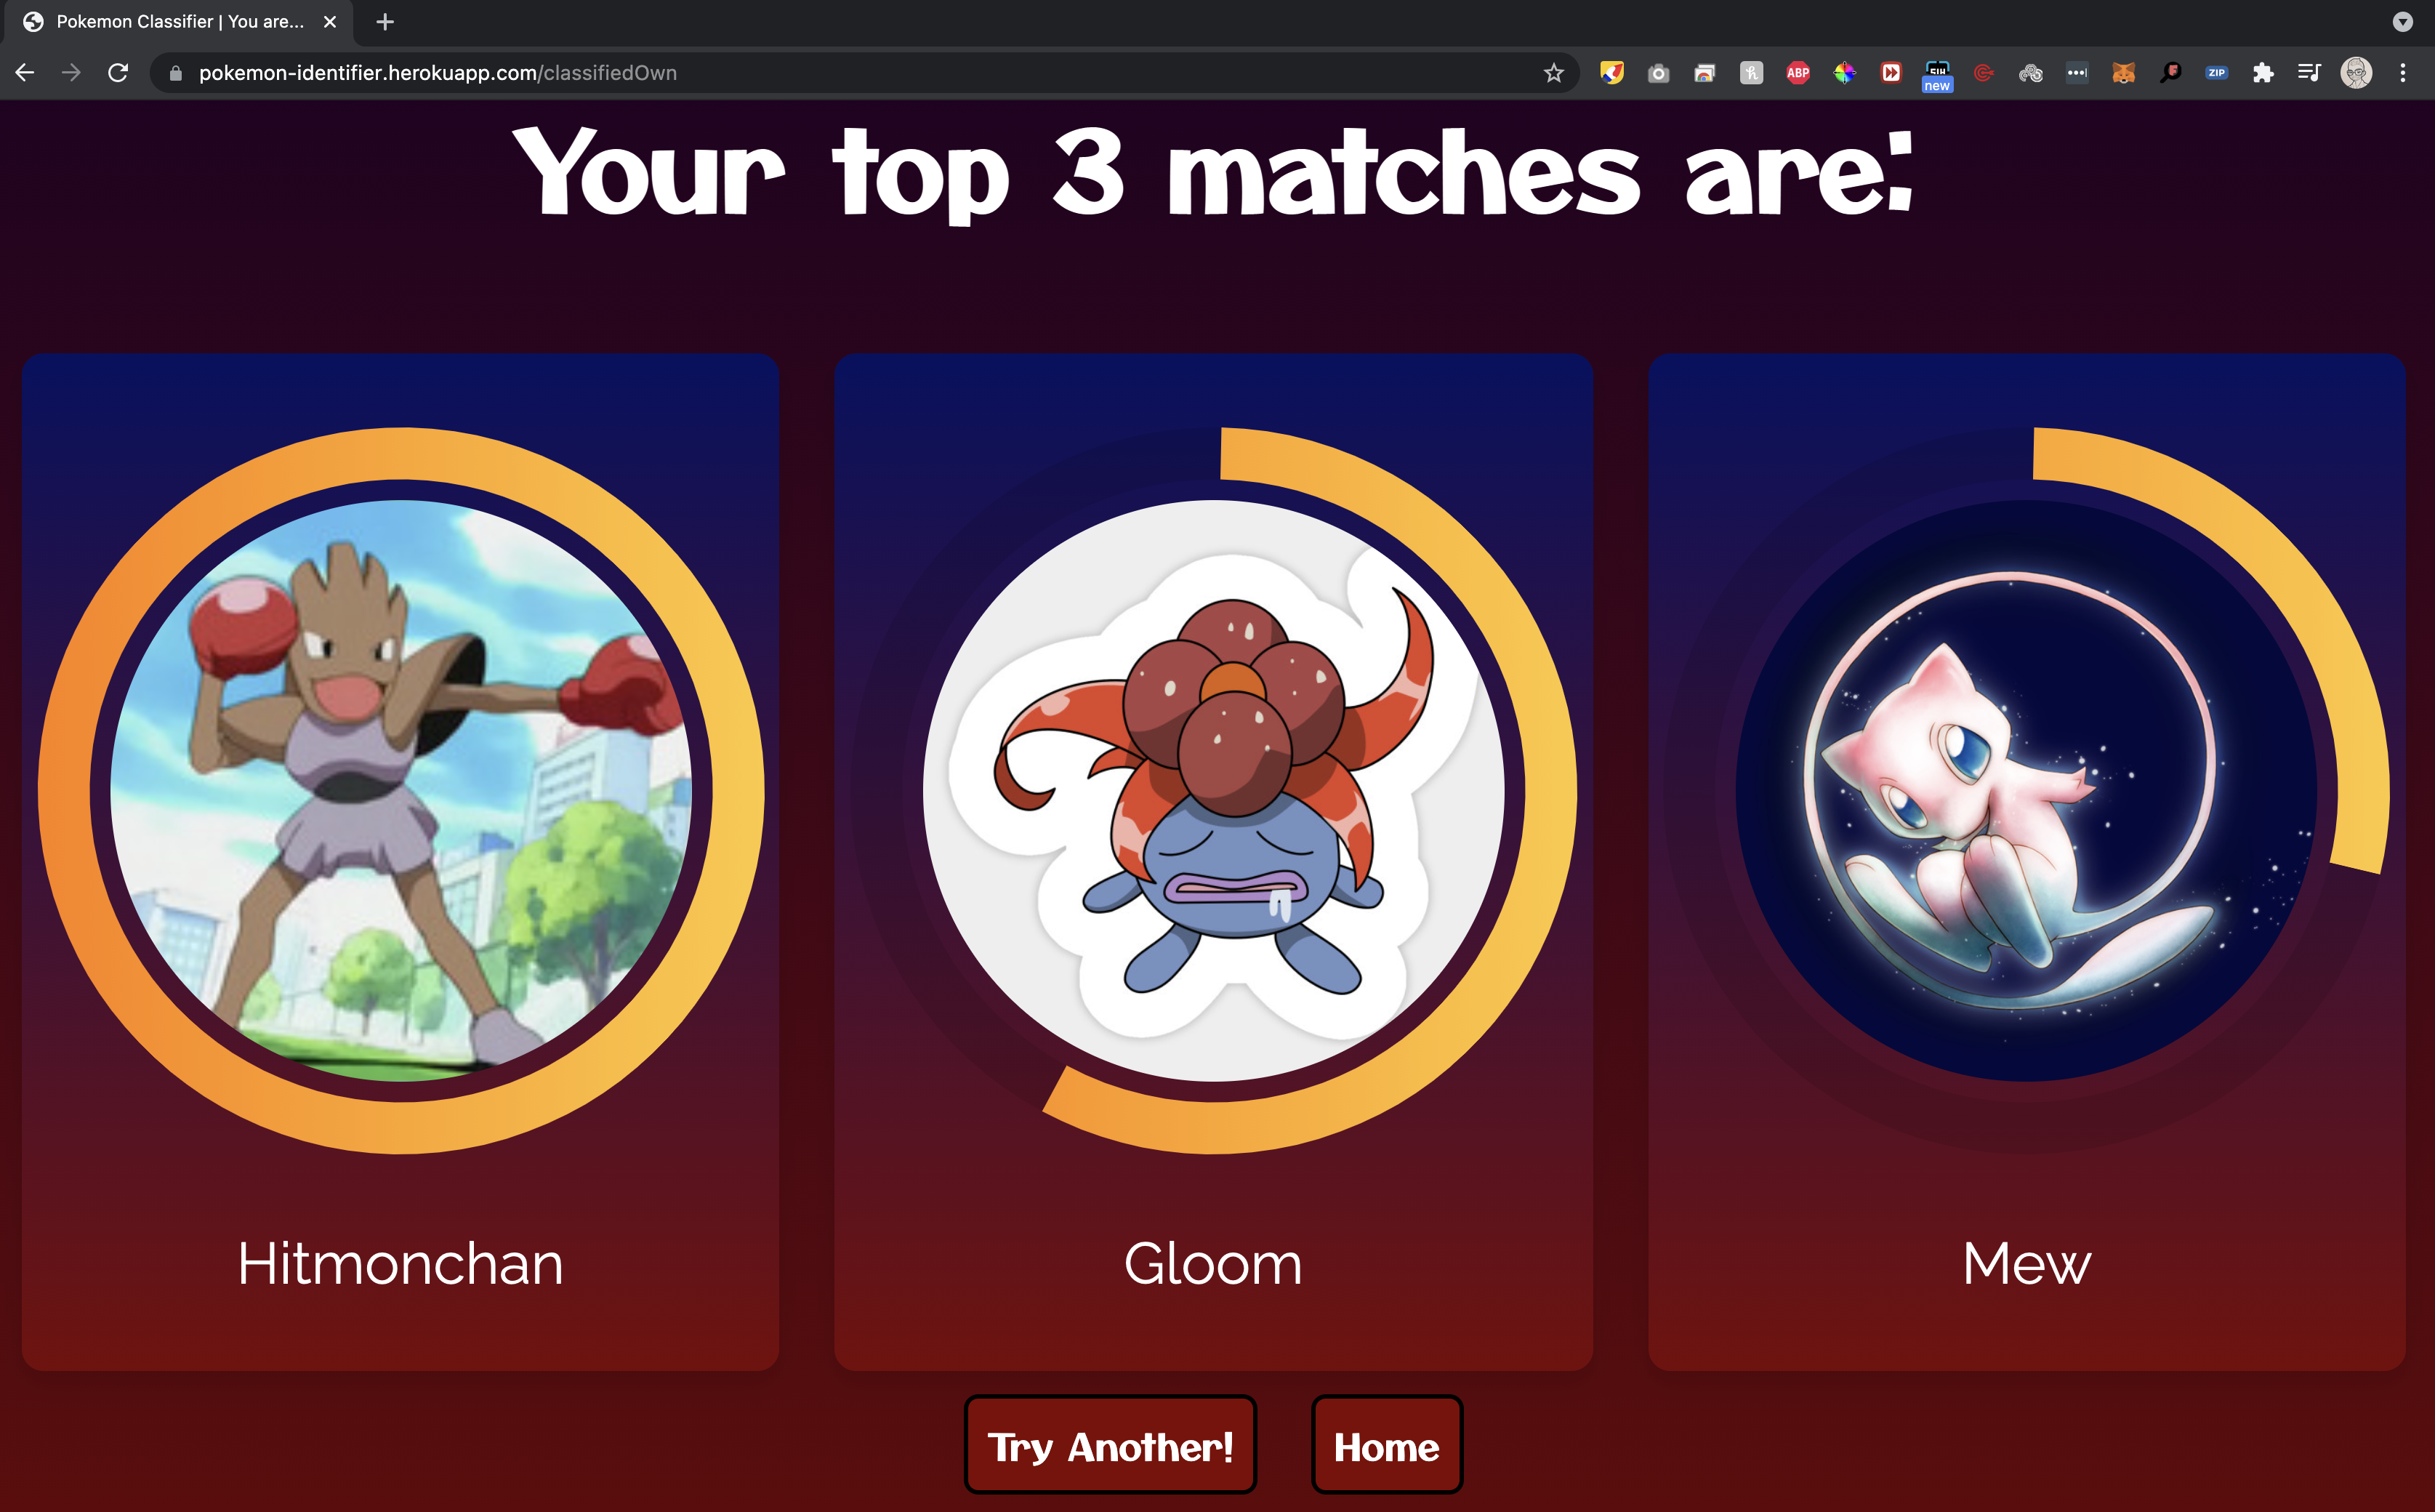 Pokemon Classifier | You are...
pokemon-identifier.herokuapp.com/classifiedOwn
ABP
new
ZIP
Your top 3 matches are:
Hitmonchan
Gloom
Mew
Try Another!
Home